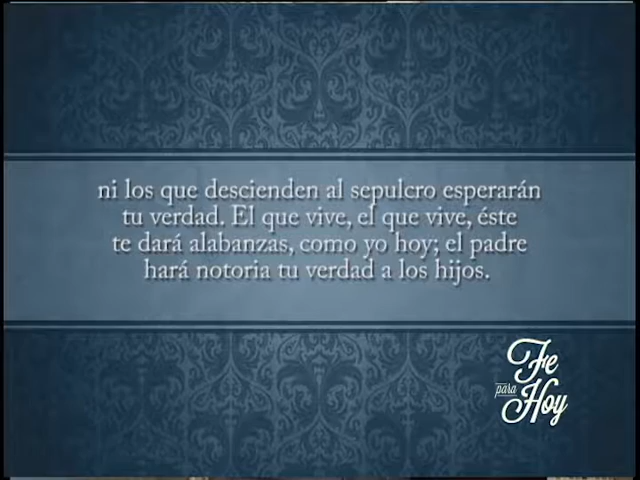 ni los que descienden al sepulcro esperarán
tu verdad. El que vive, el que vive, éste
te dará alabanzas, como yo hoy; el padre
hará notoria tu verdad a los hijos.
Fe
para
Hoy